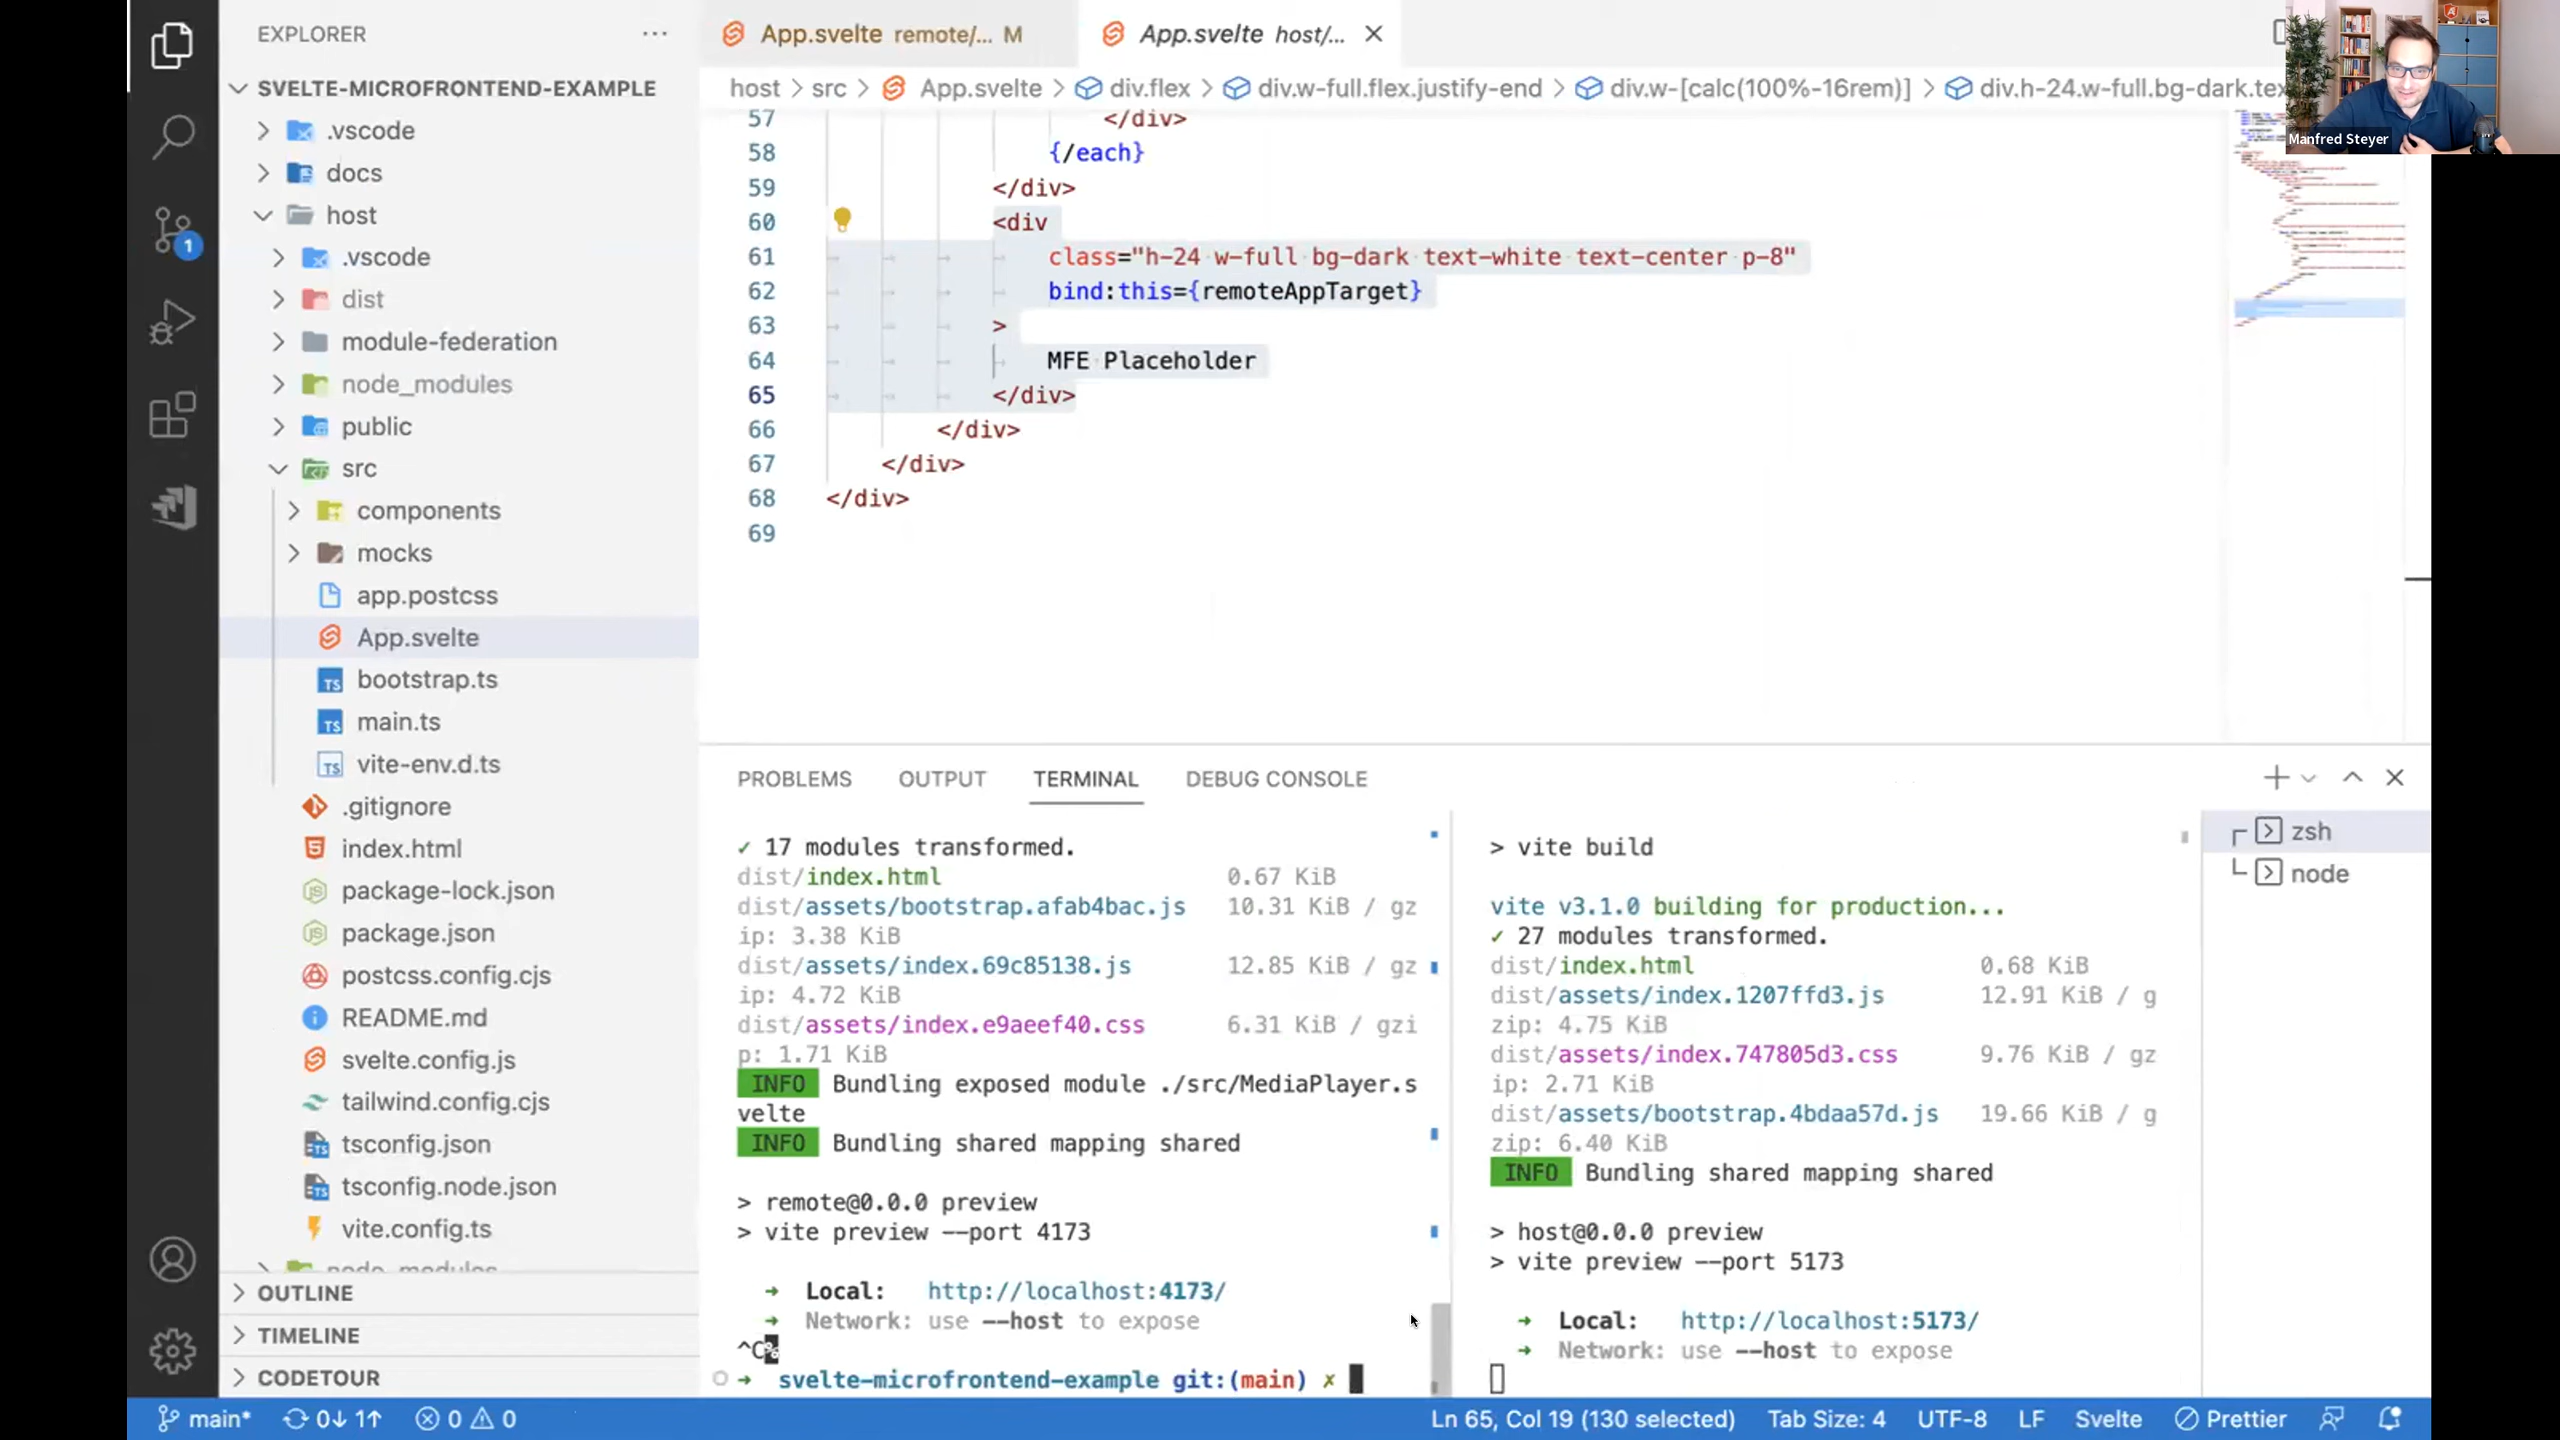 EXPLORER
SVELTE-MICROFRONTEND-EXAMPLE
.vscode
docs
host
.vscode
dist
module-federation
node_modules
public
src
components
mocks
app.postcss
App.svelte
bootstrap.ts
main.ts
vite-env.d.ts
.gitignore
index.html
package-lock.json
package.json
postcss.config.cjs
README.md
svelte.config.js
tailwind.config.cjs
tsconfig.json
tsconfig.node.json
vite.config.ts
node_modules
OUTLINE
TIMELINE
CODETOUR
1
App.svelte remote/... M
App.svelte host/...
host > src > App.svelte > div.flex > div.w-full.flex.justify-end > div.w-[calc(100%-16rem)] > div.h-24.w-full.bg-dark.te
Manfred Steyer
57 </div>
58 {/each}
59 </div>
60 <div
61 class="h-24 w-full bg-dark text-white text-center p-8"
62 bind:this={remoteAppTarget}
63 >
64 MFE Placeholder
65 </div>
66 </div>
67 </div>
68 </div>
69
PROBLEMS OUTPUT TERMINAL DEBUG CONSOLE
✓ 17 modules transformed.
dist/index.html 0.67 KiB
dist/assets/bootstrap.afab4bac.js 10.31 KiB / gz
ip: 3.38 KiB
dist/assets/index.69c85138.js 12.85 KiB / gz
ip: 4.72 KiB
dist/assets/index.e9aeef40.css 6.31 KiB / gzi
p: 1.71 KiB
INFO Bundling exposed module ./src/MediaPlayer.s
velte
INFO Bundling shared mapping shared
> remote@0.0.0 preview
> vite preview --port 4173
➜ Local: http://localhost:4173/
➜ Network: use --host to expose
^C%
➜ svelte-microfrontend-example git:(main) ✗
> vite build
vite v3.1.0 building for production...
✓ 27 modules transformed.
dist/index.html 0.68 KiB
dist/assets/index.1207ffd3.js 12.91 KiB / g
zip: 4.75 KiB
dist/assets/index.747805d3.css 9.76 KiB / gz
ip: 2.71 KiB
dist/assets/bootstrap.4bdaa57d.js 19.66 KiB / g
zip: 6.40 KiB
INFO Bundling shared mapping shared
> host@0.0.0 preview
> vite preview --port 5173
➜ Local: http://localhost:5173/
➜ Network: use --host to expose
zsh
node
main* 0↓ 1↑ 0 0 Ln 65, Col 19 (130 selected) Tab Size: 4 UTF-8 LF Svelte Prettier